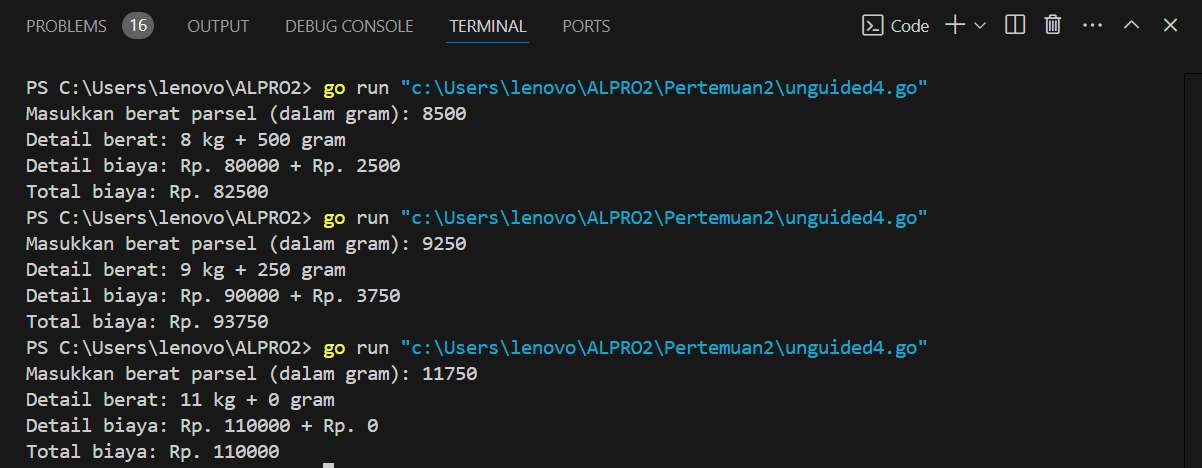 PROBLEMS 16 OUTPUT DEBUG CONSOLE TERMINAL PORTS Code
PS C:\Users\lenovo\ALPRO2> go run "c:\Users\lenovo\ALPRO2\Pertemuan2\unguided4.go"
Masukkan berat parsel (dalam gram): 8500
Detail berat: 8 kg + 500 gram
Detail biaya: Rp. 80000 + Rp. 2500
Total biaya: Rp. 82500
PS C:\Users\lenovo\ALPRO2> go run "c:\Users\lenovo\ALPRO2\Pertemuan2\unguided4.go"
Masukkan berat parsel (dalam gram): 9250
Detail berat: 9 kg + 250 gram
Detail biaya: Rp. 90000 + Rp. 3750
Total biaya: Rp. 93750
PS C:\Users\lenovo\ALPRO2> go run "c:\Users\lenovo\ALPRO2\Pertemuan2\unguided4.go"
Masukkan berat parsel (dalam gram): 11750
Detail berat: 11 kg + 0 gram
Detail biaya: Rp. 110000 + Rp. 0
Total biaya: Rp. 110000